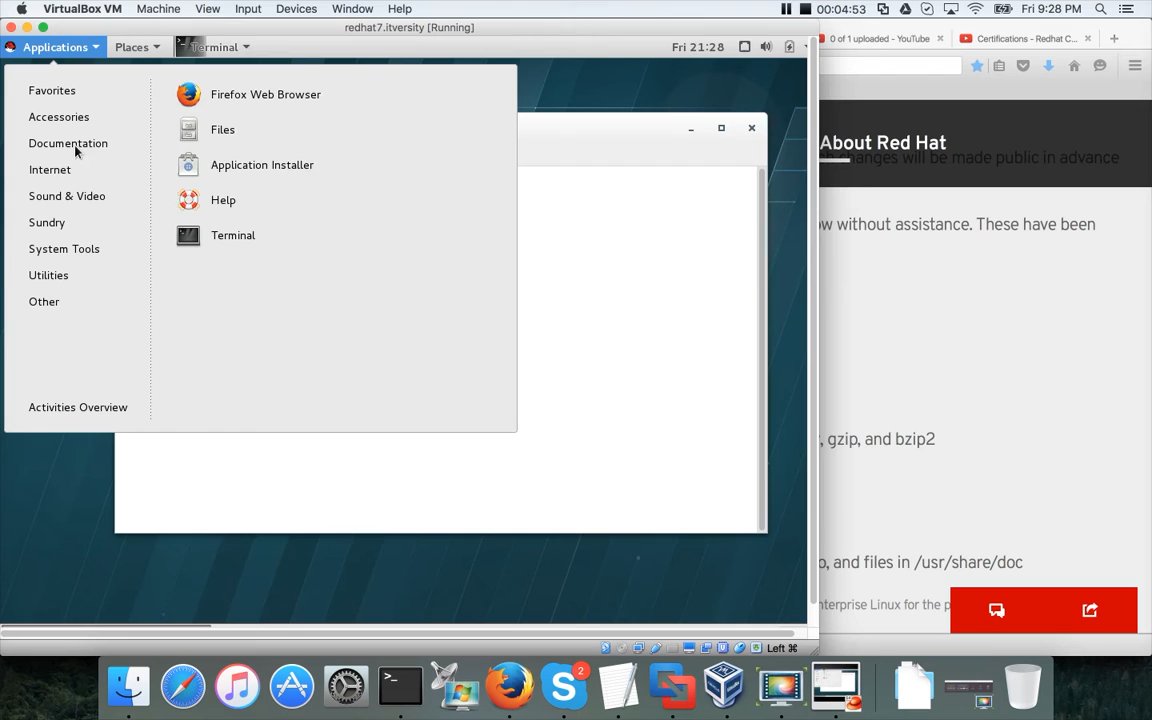 VirtualBox VM Machine View Input Devices Window Help 00:04:53 Fri 9:28 PM
redhat7.itversity [Running]
Applications Places Terminal Fri 21:28
0 of 1 uploaded - YouTube Certifications - Redhat C...
Favorites
Accessories
Documentation
Internet
Sound & Video
Sundry
System Tools
Utilities
Other
Activities Overview
Firefox Web Browser
Files
Application Installer
Help
Terminal
About Red Hat
h changes will be made public in advance
ow without assistance. These have been
, gzip, and bzip2
o, and files in /usr/share/doc
nterprise Linux for the p
Left ⌘
2